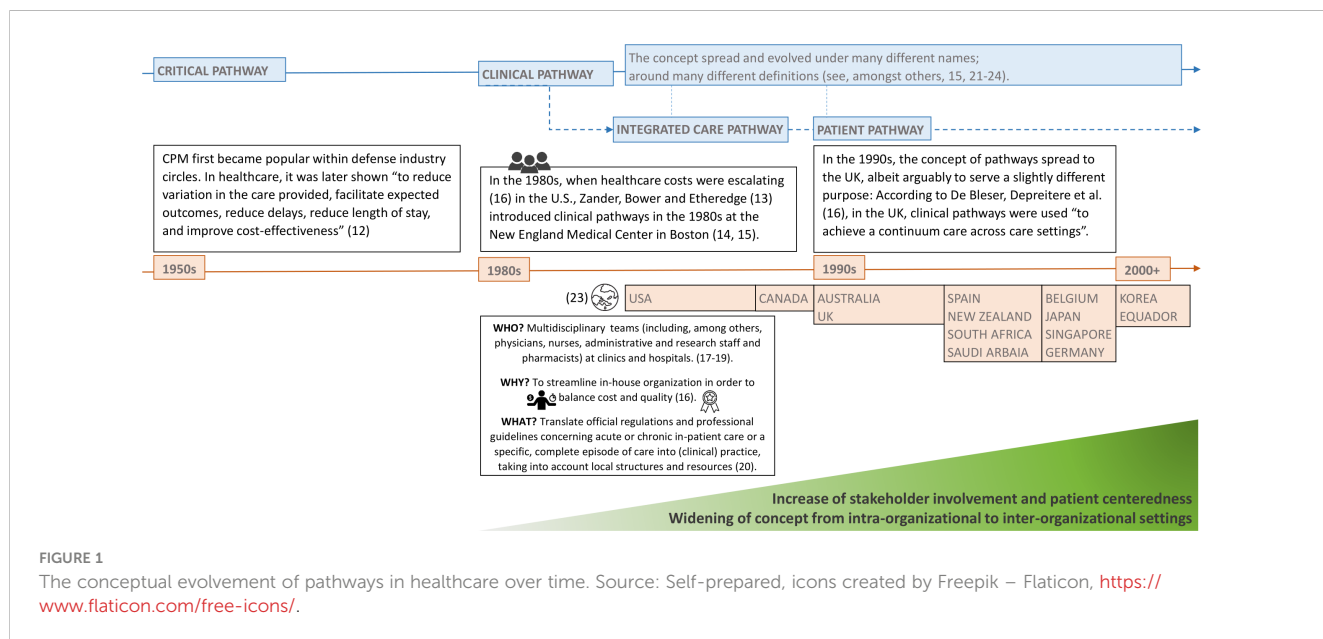 CRITICAL PATHWAY
CLINICAL PATHWAY
The concept spread and evolved under many different names;
around many different definitions (see, amongst others, 15, 21-24).
INTEGRATED CARE PATHWAY
PATIENT PATHWAY
CPM first became popular within defense industry
circles. In healthcare, it was later shown “to reduce
variation in the care provided, facilitate expected
outcomes, reduce delays, reduce length of stay,
and improve cost-effectiveness” (12)
In the 1980s, when healthcare costs were escalating
(16) in the U.S., Zander, Bower and Etheredge (13)
introduced clinical pathways in the 1980s at the
New England Medical Center in Boston (14, 15).
In the 1990s, the concept of pathways spread to
the UK, albeit arguably to serve a slightly different
purpose: According to De Bleser, Depreitere et al.
(16), in the UK, clinical pathways were used “to
achieve a continuum care across care settings”.
1950s
1980s
1990s
2000+
(23)
USA
CANADA
AUSTRALIA
UK
SPAIN
NEW ZEALAND
SOUTH AFRICA
SAUDI ARBAIA
BELGIUM
JAPAN
SINGAPORE
GERMANY
KOREA
EQUADOR
WHO? Multidisciplinary teams (including, among others,
physicians, nurses, administrative and research staff and
pharmacists) at clinics and hospitals. (17-19).
WHY? To streamline in-house organization in order to
balance cost and quality (16).
WHAT? Translate official regulations and professional
guidelines concerning acute or chronic in-patient care or a
specific, complete episode of care into (clinical) practice,
taking into account local structures and resources (20).
Increase of stakeholder involvement and patient centeredness
Widening of concept from intra-organizational to inter-organizational settings
FIGURE 1
The conceptual evolvement of pathways in healthcare over time. Source: Self-prepared, icons created by Freepik – Flaticon, https://
www.flaticon.com/free-icons/.